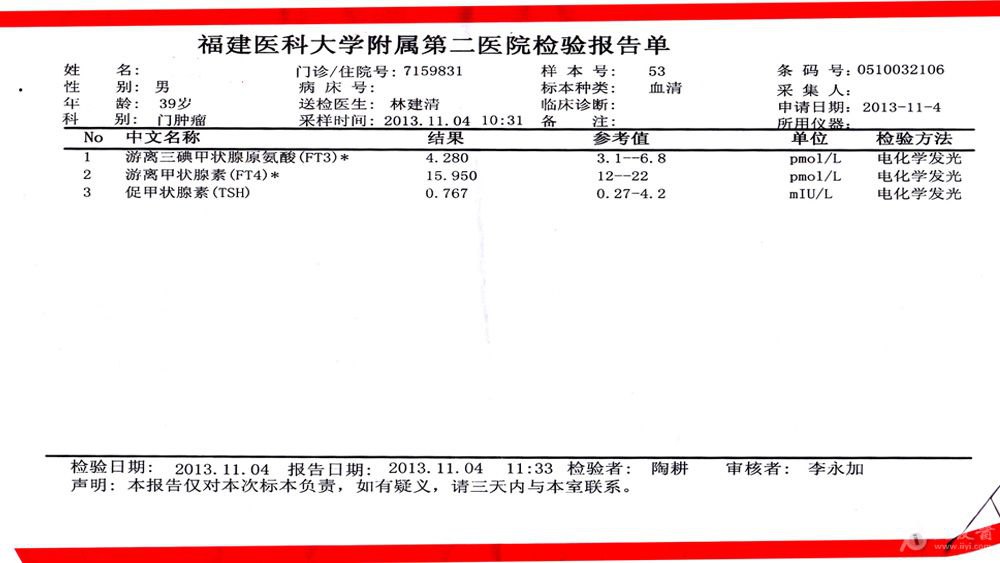 福建医科大学附属第二医院检验报告单
姓 名: 门诊/住院号: 7159831 样 本 号: 53 条 码 号: 0510032106
性 别: 男 病 床 号: 标本种类: 血清 采 集 人:
年 龄: 39岁 送检医生: 林建清 临床诊断: 申请日期: 2013-11-4
科 别: 门肿瘤 采样时间: 2013.11.04 10:31 备 注: 所用仪器:
No 中文名称 结果 参考值 单位 检验方法
1 游离三碘甲状腺原氨酸(FT3)* 4.280 3.1--6.8 pmol/L 电化学发光
2 游离甲状腺素(FT4)* 15.950 12--22 pmol/L 电化学发光
3 促甲状腺素(TSH) 0.767 0.27-4.2 mIU/L 电化学发光
检验日期: 2013.11.04 报告日期: 2013.11.04 11:33 检验者: 陶耕 审核者: 李永加
声明: 本报告仅对本次标本负责，如有疑义，请三天内与本室联系。
www.iiyi.com